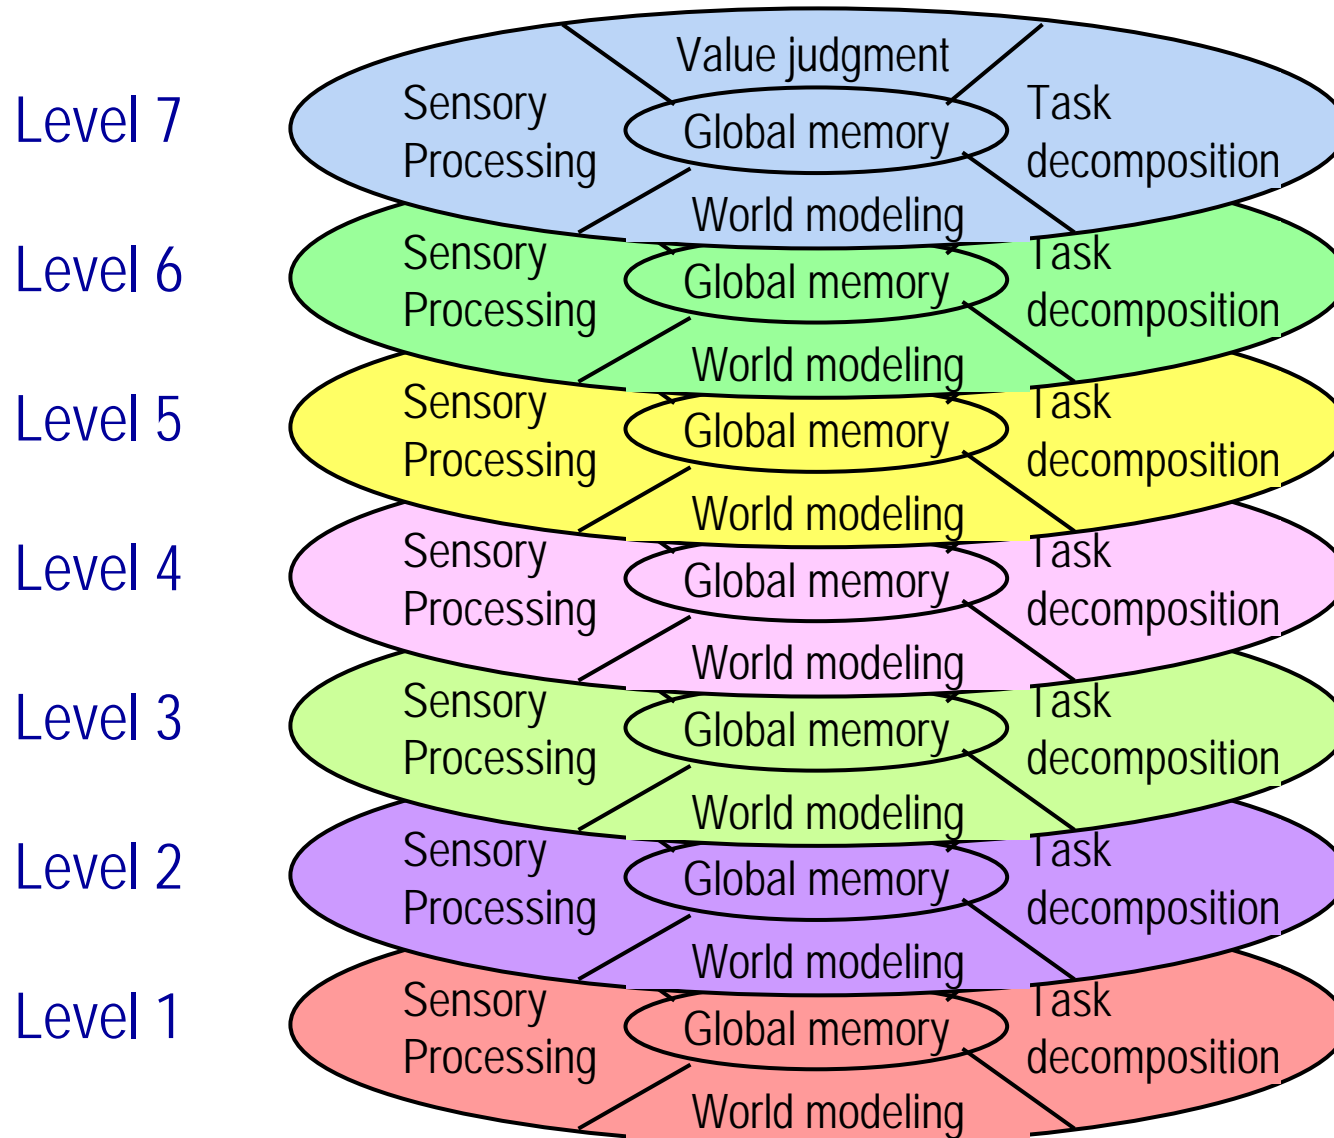 Value judgment
Level 7
Sensory
Processing
Global memory
Task
decomposition
World modeling
Level 6
Sensory
Processing
Global memory
Task
decomposition
World modeling
Level 5
Sensory
Processing
Global memory
Task
decomposition
World modeling
Level 4
Sensory
Processing
Global memory
Task
decomposition
World modeling
Level 3
Sensory
Processing
Global memory
Task
decomposition
World modeling
Level 2
Sensory
Processing
Global memory
Task
decomposition
World modeling
Level 1
Sensory
Processing
Global memory
Task
decomposition
World modeling